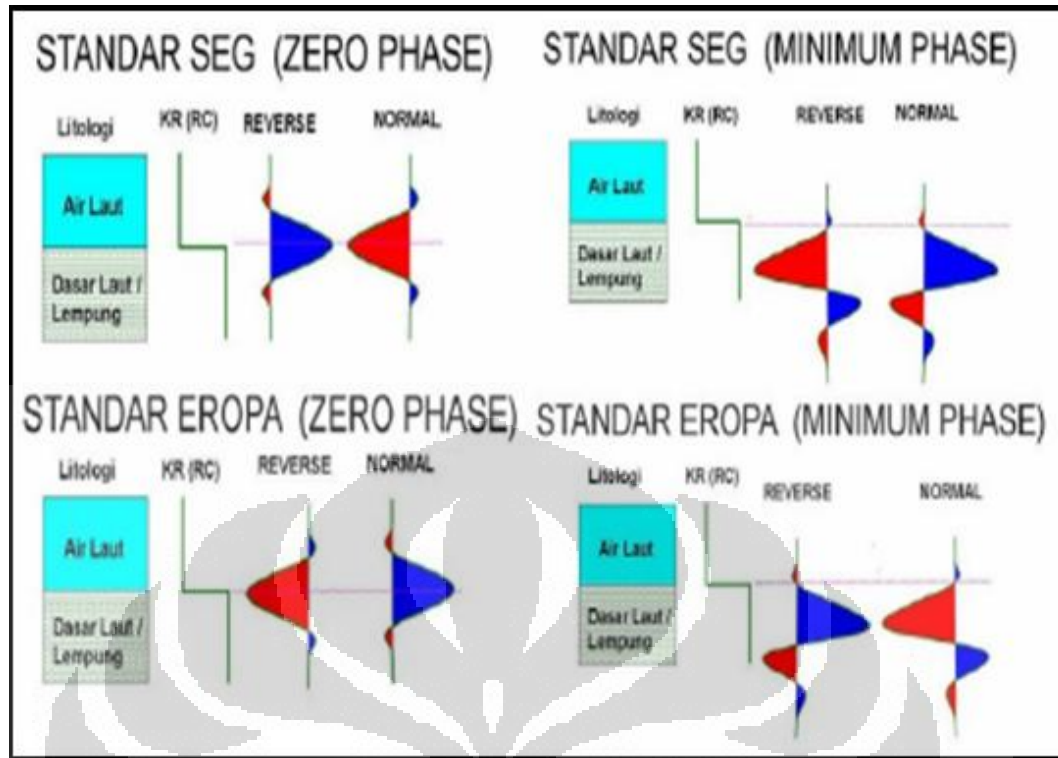 STANDAR SEG (ZERO PHASE)
Litologi KR (RC) REVERSE NORMAL
Air Laut
Dasar Laut /
Lempung
STANDAR SEG (MINIMUM PHASE)
Litologi KR (RC) REVERSE NORMAL
Air Laut
Dasar Laut /
Lempung
STANDAR EROPA (ZERO PHASE)
Litologi KR (RC) REVERSE NORMAL
Air Laut
Dasar Laut /
Lempung
STANDAR EROPA (MINIMUM PHASE)
Litologi KR (RC) REVERSE NORMAL
Air Laut
Dasar Laut /
Lempung